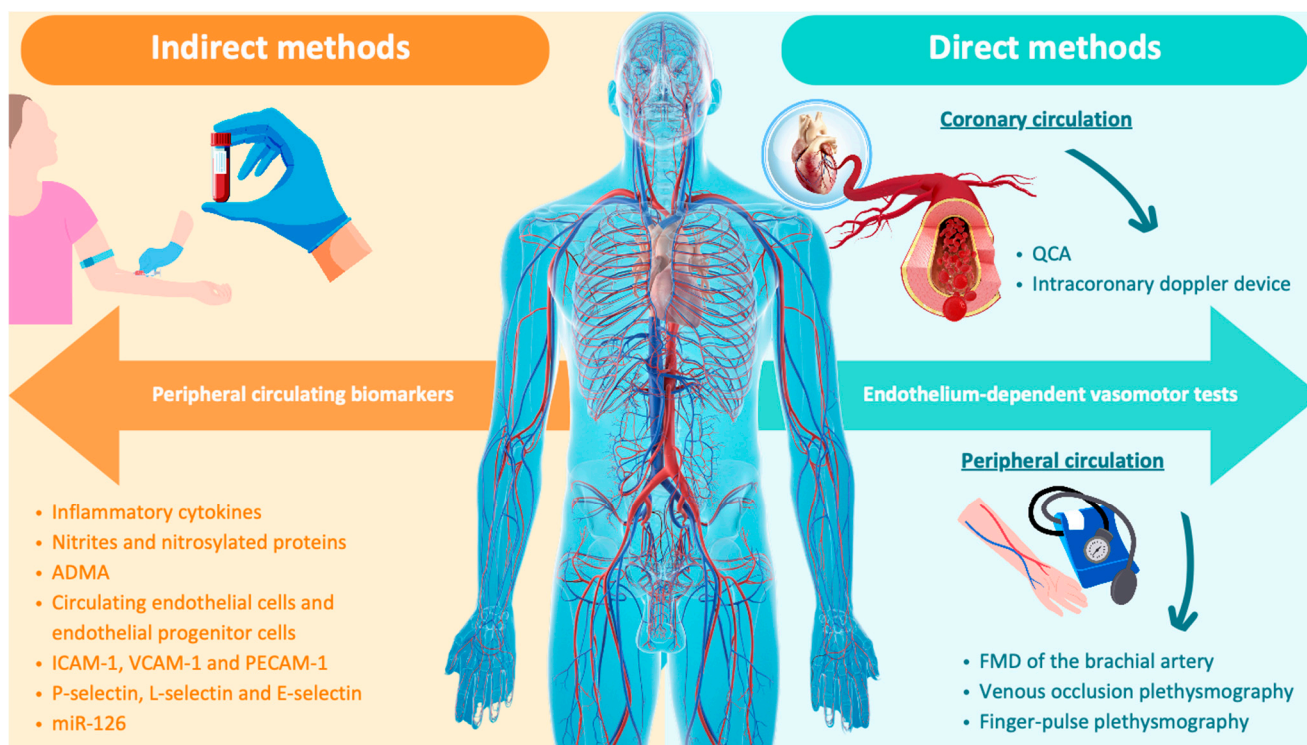 Indirect methods
Peripheral circulating biomarkers
• Inflammatory cytokines
• Nitrites and nitrosylated proteins
• ADMA
• Circulating endothelial cells and
endothelial progenitor cells
• ICAM-1, VCAM-1 and PECAM-1
• P-selectin, L-selectin and E-selectin
• miR-126
Direct methods
Coronary circulation
• QCA
• Intracoronary doppler device
Endothelium-dependent vasomotor tests
Peripheral circulation
• FMD of the brachial artery
• Venous occlusion plethysmography
• Finger-pulse plethysmography